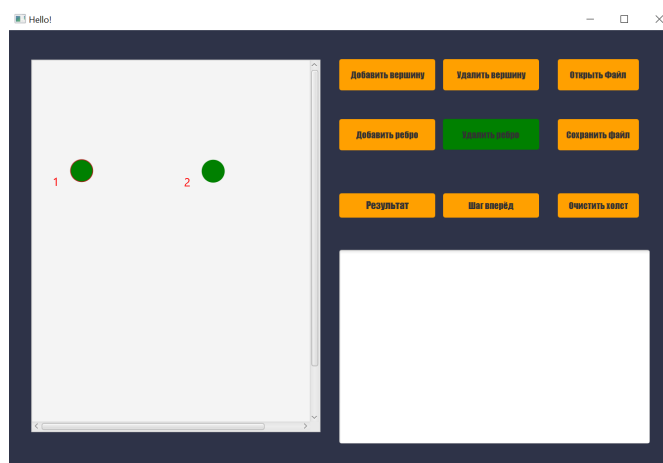 Hello!
Добавить вершину
Удалить вершину
Открыть Файл
Добавить ребро
Удалить ребро
Сохранить файл
1
2
Результат
Шаг вперёд
Очистить холст